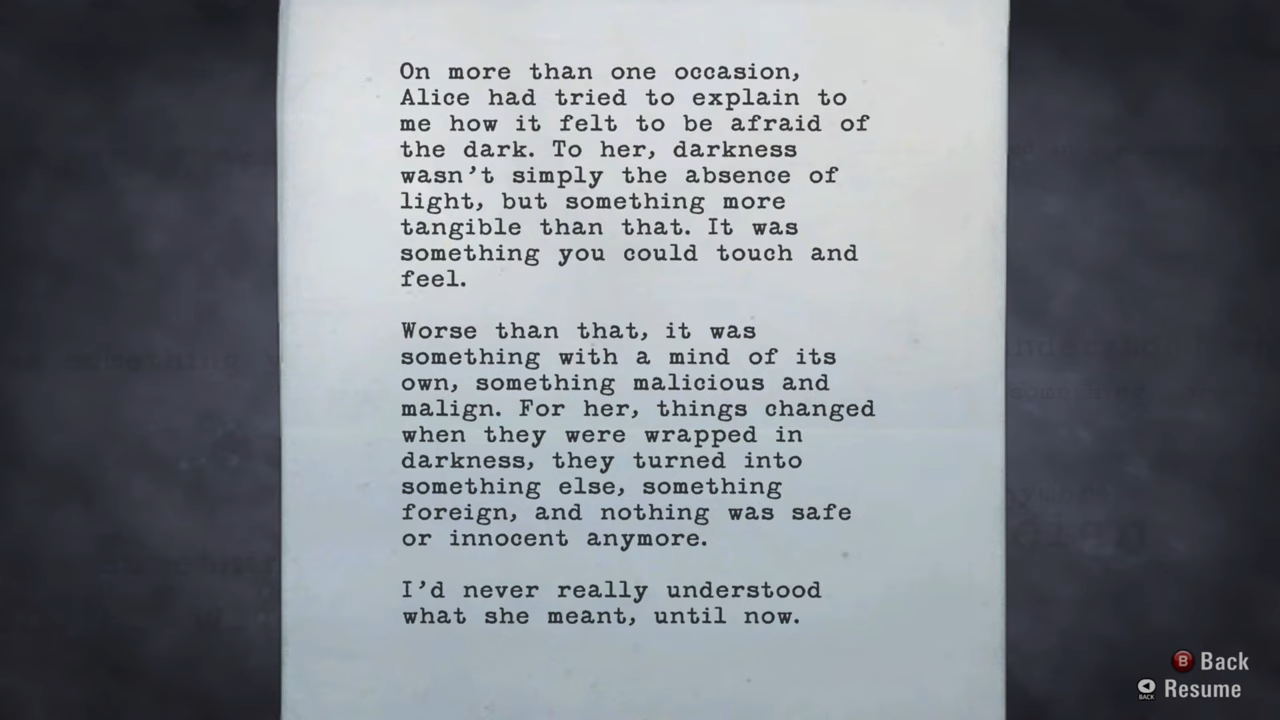 On more than one occasion,
Alice had tried to explain to
me how it felt to be afraid of
the dark. To her, darkness
wasn't simply the absence of
light, but something more
tangible than that. It was
something you could touch and
feel.
Worse than that, it was
something with a mind of its
own, something malicious and
malign. For her, things changed
when they were wrapped in
darkness, they turned into
something else, something
foreign, and nothing was safe
or innocent anymore.
I'd never really understood
what she meant, until now.
B Back
BACK Resume